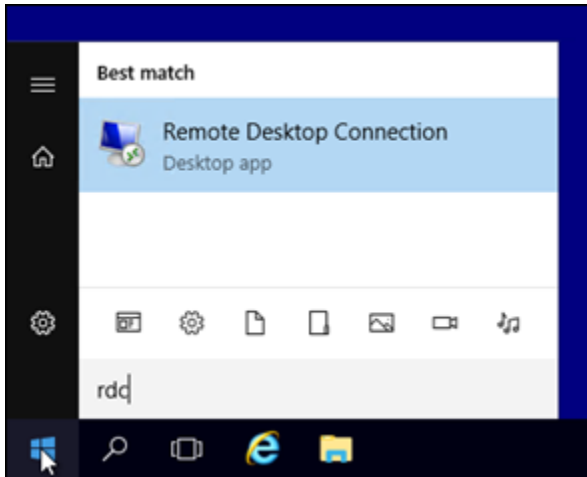 Best match
Remote Desktop Connection
Desktop app
rdc